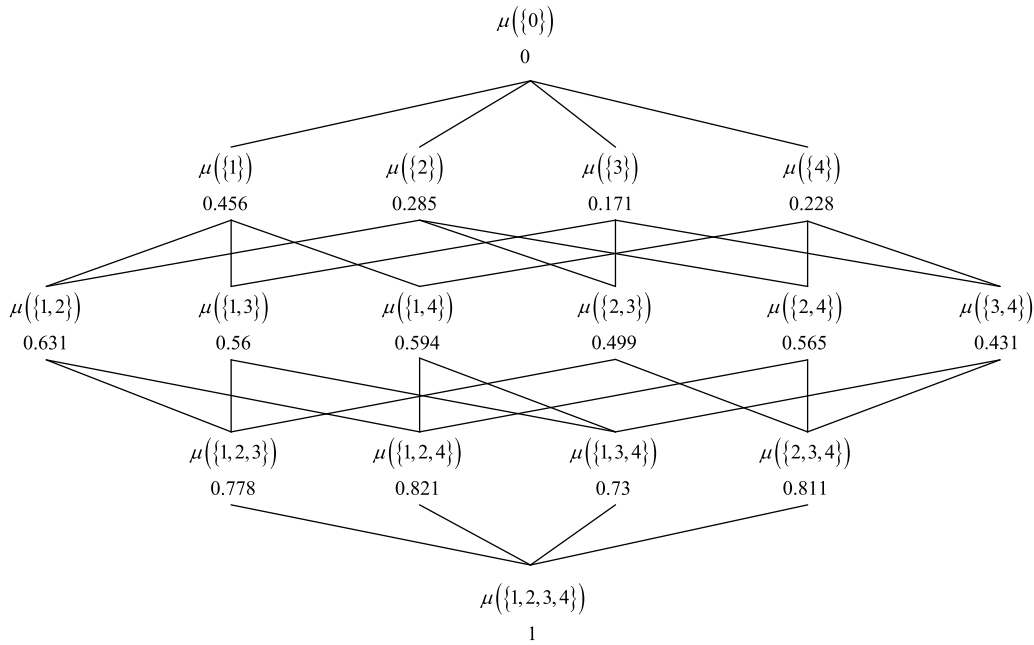 μ({0})
0
μ({1}) μ({2}) μ({3}) μ({4})
0.456 0.285 0.171 0.228
μ({1,2}) μ({1,3}) μ({1,4}) μ({2,3}) μ({2,4}) μ({3,4})
0.631 0.56 0.594 0.499 0.565 0.431
μ({1,2,3}) μ({1,2,4}) μ({1,3,4}) μ({2,3,4})
0.778 0.821 0.73 0.811
μ({1,2,3,4})
1